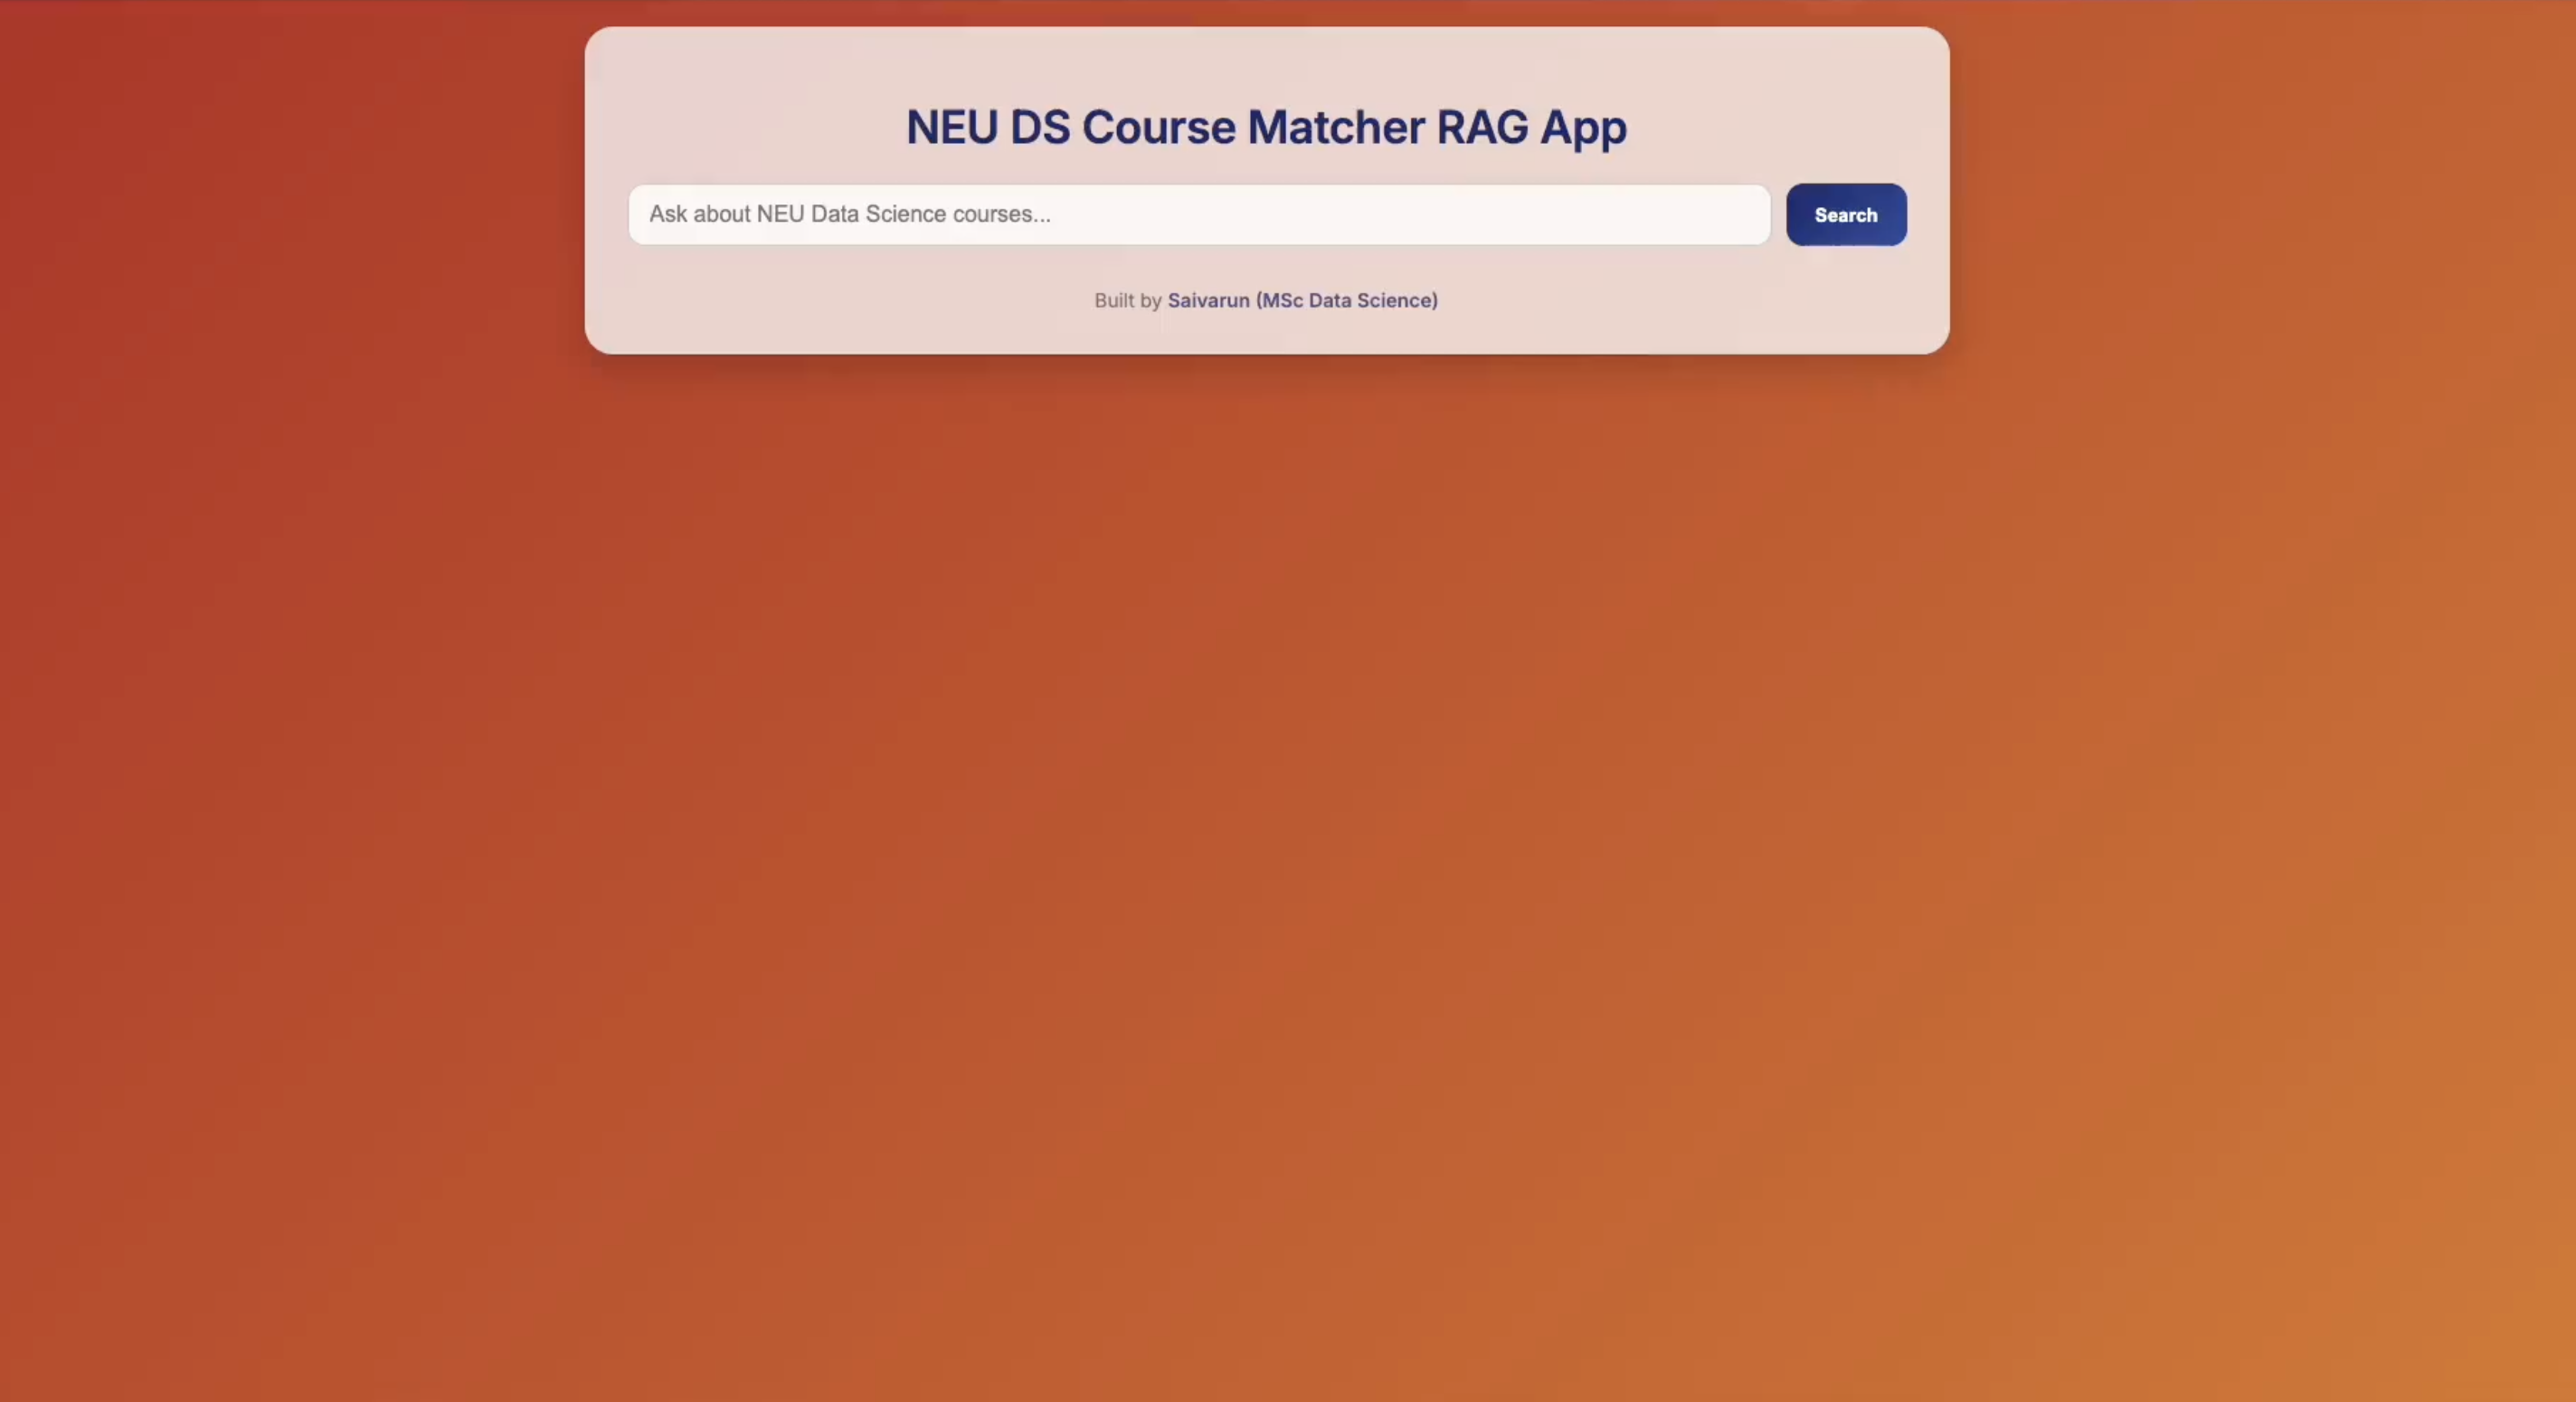 NEU DS Course Matcher RAG App
Ask about NEU Data Science courses...
Search
Built by Saivarun (MSc Data Science)